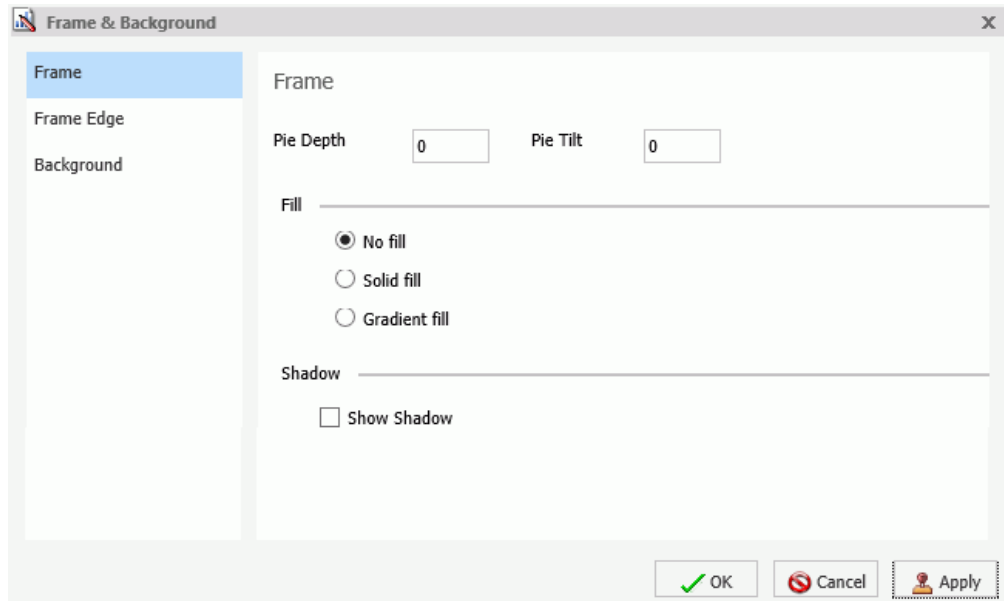 Frame & Background
x
Frame
Frame Edge
Background
Frame
Pie Depth 0 Pie Tilt 0
Fill
No fill
Solid fill
Gradient fill
Shadow
Show Shadow
OK Cancel Apply